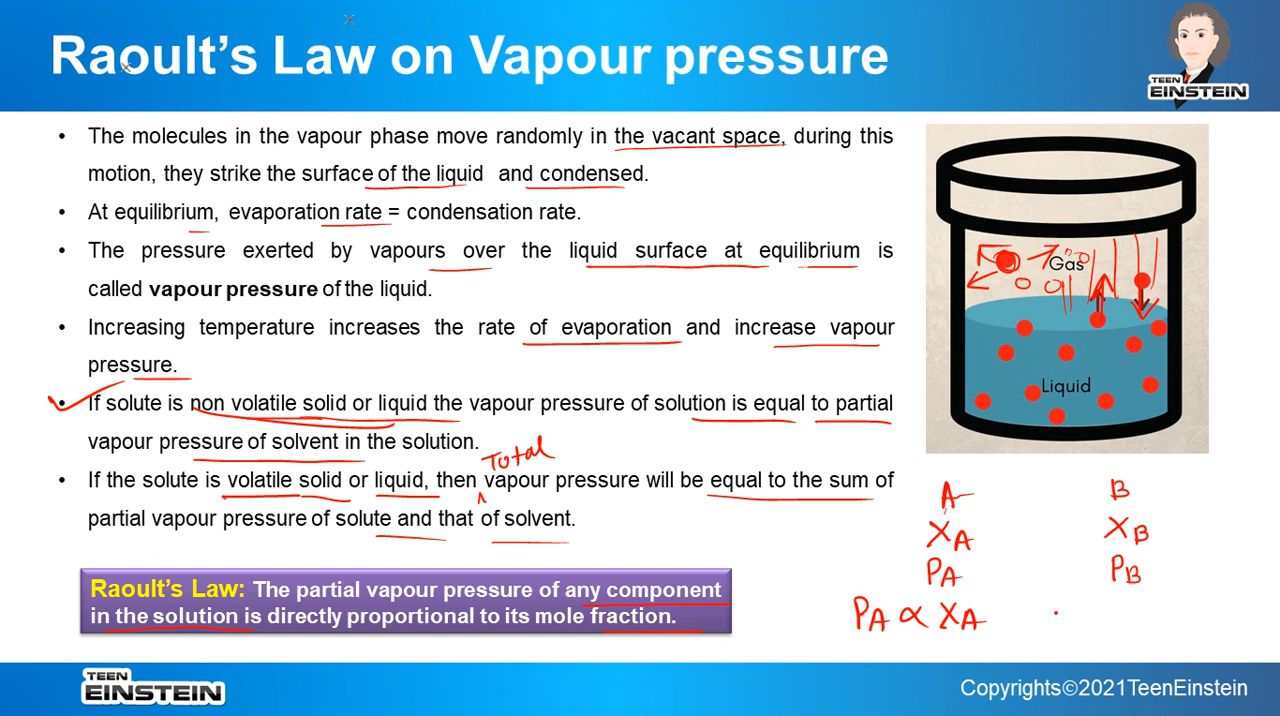 Raoult's Law on Vapour pressure
TEEN
EINSTEIN
• The molecules in the vapour phase move randomly in the vacant space, during this
motion, they strike the surface of the liquid and condensed.
• At equilibrium, evaporation rate = condensation rate.
• The pressure exerted by vapours over the liquid surface at equilibrium is
called vapour pressure of the liquid.
• Increasing temperature increases the rate of evaporation and increase vapour
pressure.
• If solute is non volatile solid or liquid the vapour pressure of solution is equal to partial
vapour pressure of solvent in the solution.
Total
• If the solute is volatile solid or liquid, then vapour pressure will be equal to the sum of
partial vapour pressure of solute and that of solvent.
Gas
Liquid
A B
XA XB
PA PB
PA ∝ XA
Raoult's Law: The partial vapour pressure of any component
in the solution is directly proportional to its mole fraction.
TEEN
EINSTEIN
Copyrights©2021TeenEinstein